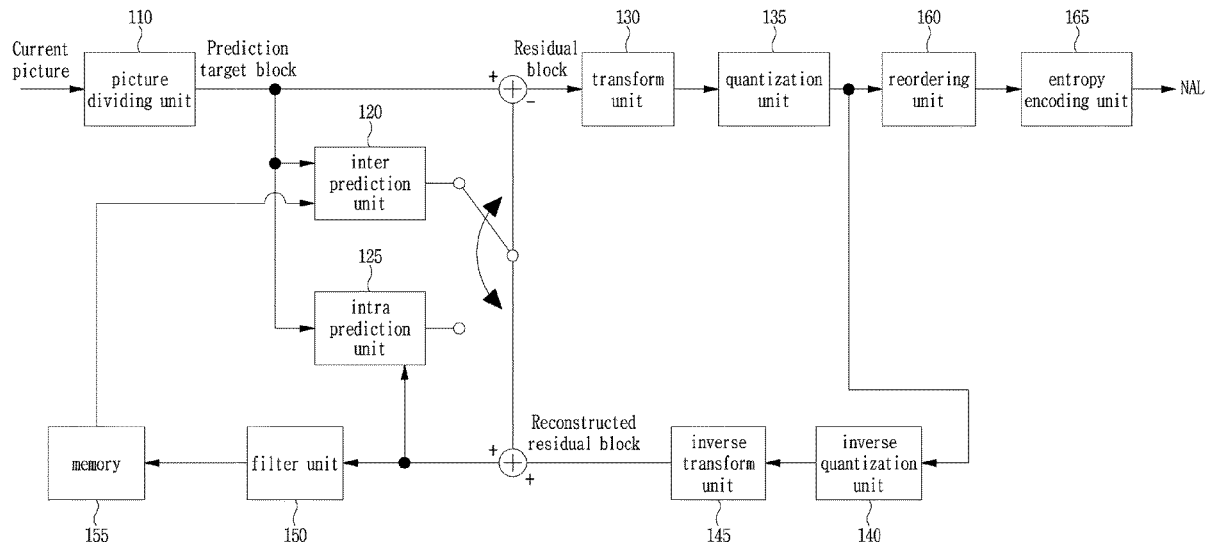 110
130
135
160
165
Current
picture
Prediction
target block
Residual
block
picture
dividing unit
+
−
transform
unit
quantization
unit
reordering
unit
entropy
encoding unit
NAL
120
inter
prediction
unit
125
intra
prediction
unit
Reconstructed
residual block
memory
filter unit
+
+
inverse
transform
unit
inverse
quantization
unit
155
150
145
140